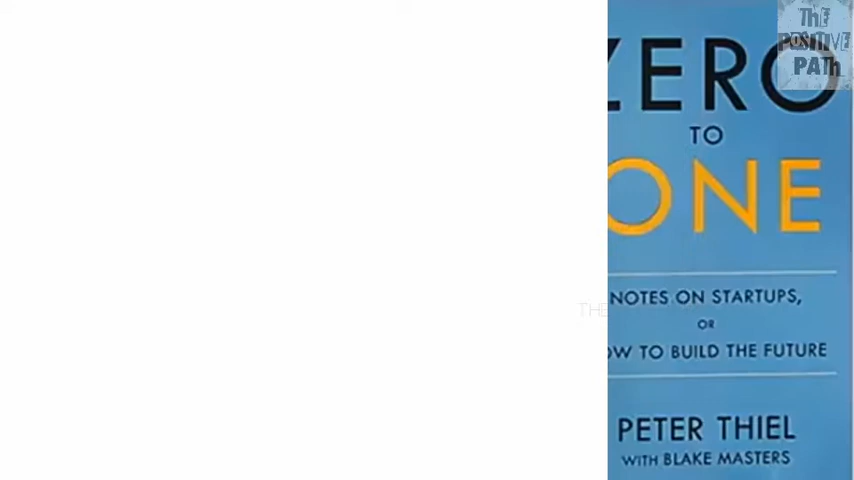 THE
POSITIVE
PATH
ZERO
TO
ONE
NOTES ON STARTUPS,
OR
OW TO BUILD THE FUTURE
THE
PETER THIEL
WITH BLAKE MASTERS